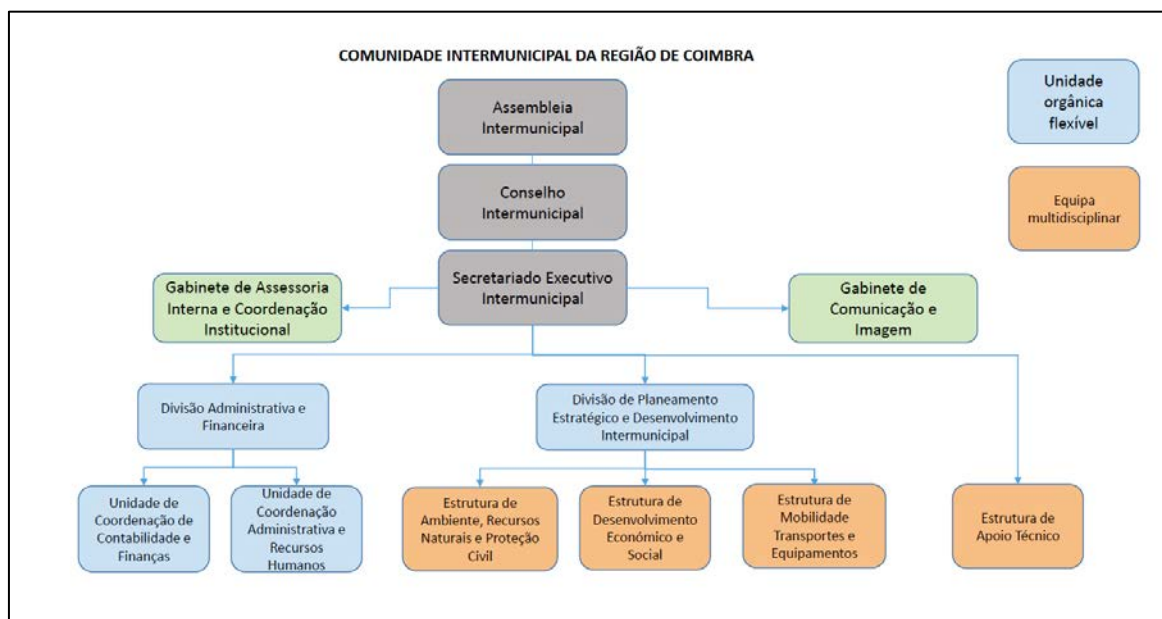 COMUNIDADE INTERMUNICIPAL DA REGIÃO DE COIMBRA
Unidade
orgânica
flexível
Assembleia
Intermunicipal
Conselho
Intermunicipal
Equipa
multidisciplinar
Secretariado Executivo
Intermunicipal
Gabinete de Assessoria
Interna e Coordenação
Institucional
Gabinete de
Comunicação e
Imagem
Divisão Administrativa e
Financeira
Divisão de Planeamento
Estratégico e Desenvolvimento
Intermunicipal
Unidade de
Coordenação de
Contabilidade e
Finanças
Unidade de
Coordenação
Administrativa e
Recursos
Humanos
Estrutura de
Ambiente, Recursos
Naturais e Proteção
Civil
Estrutura de
Desenvolvimento
Económico e
Social
Estrutura de
Mobilidade
Transportes e
Equipamentos
Estrutura de
Apoio Técnico